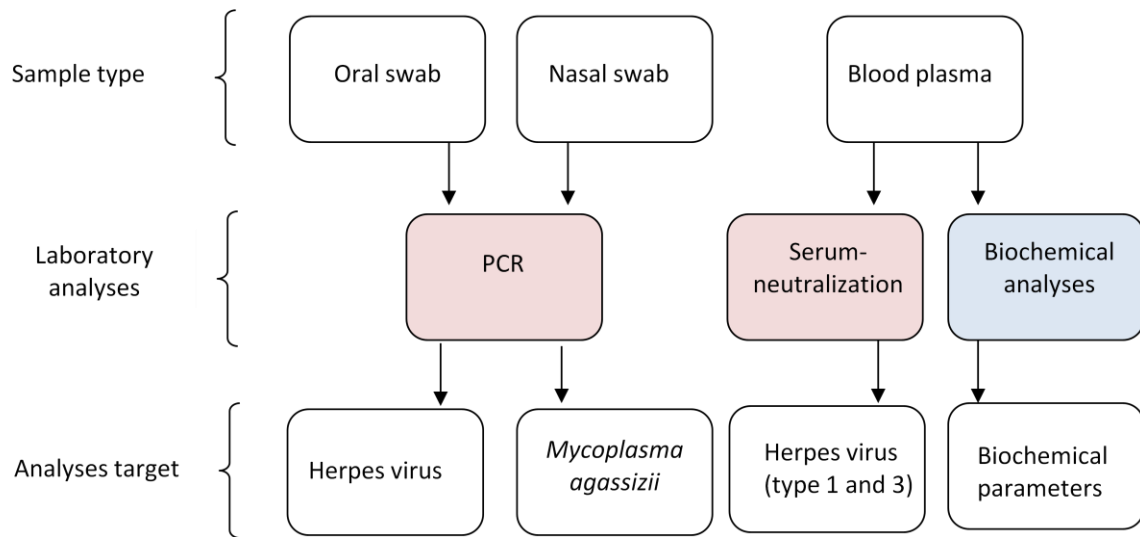 Sample type
Oral swab
Nasal swab
Blood plasma
Laboratory
analyses
PCR
Serum-
neutralization
Biochemical
analyses
Analyses target
Herpes virus
Mycoplasma
agassizii
Herpes virus
(type 1 and 3)
Biochemical
parameters